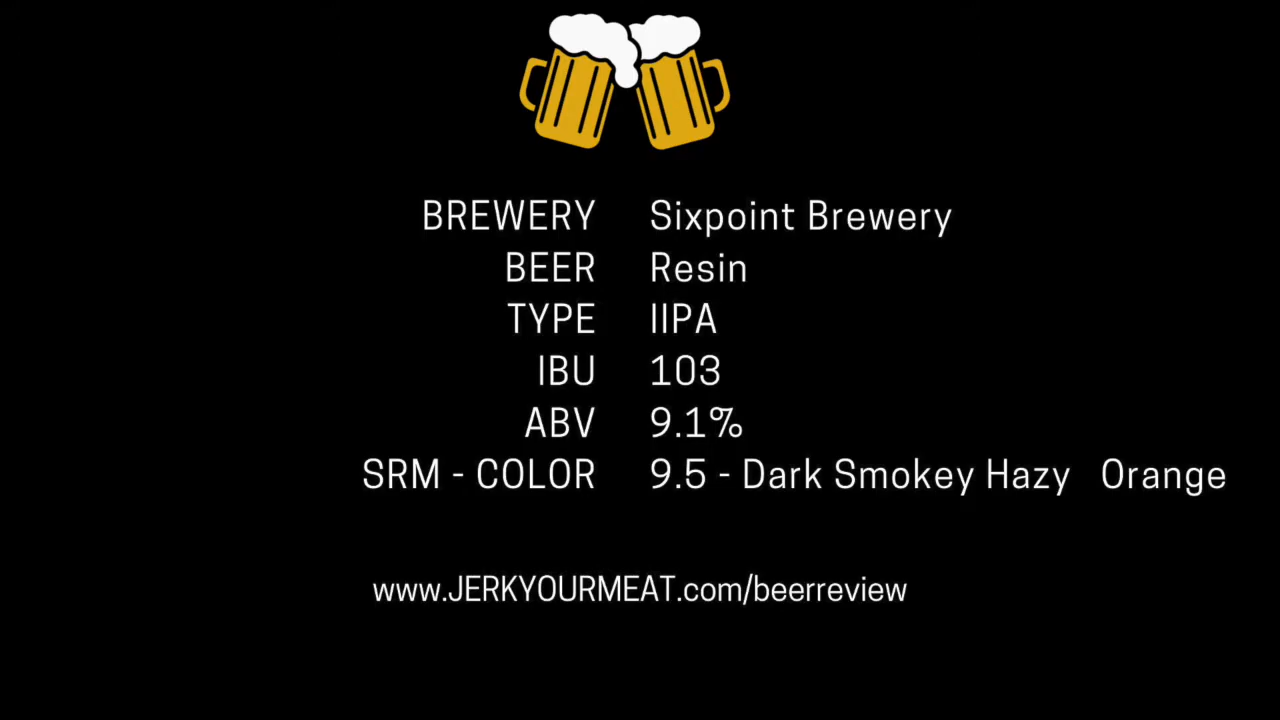 BREWERY Sixpoint Brewery
BEER Resin
TYPE IIPA
IBU 103
ABV 9.1%
SRM - COLOR 9.5 - Dark Smokey Hazy Orange
www.JERKYOURMEAT.com/beerreview